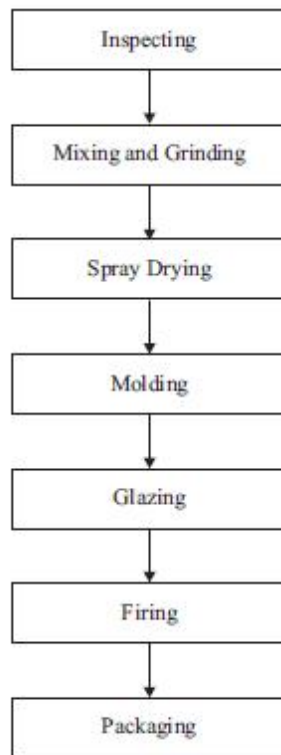 Inspecting
Mixing and Grinding
Spray Drying
Molding
Glazing
Firing
Packaging